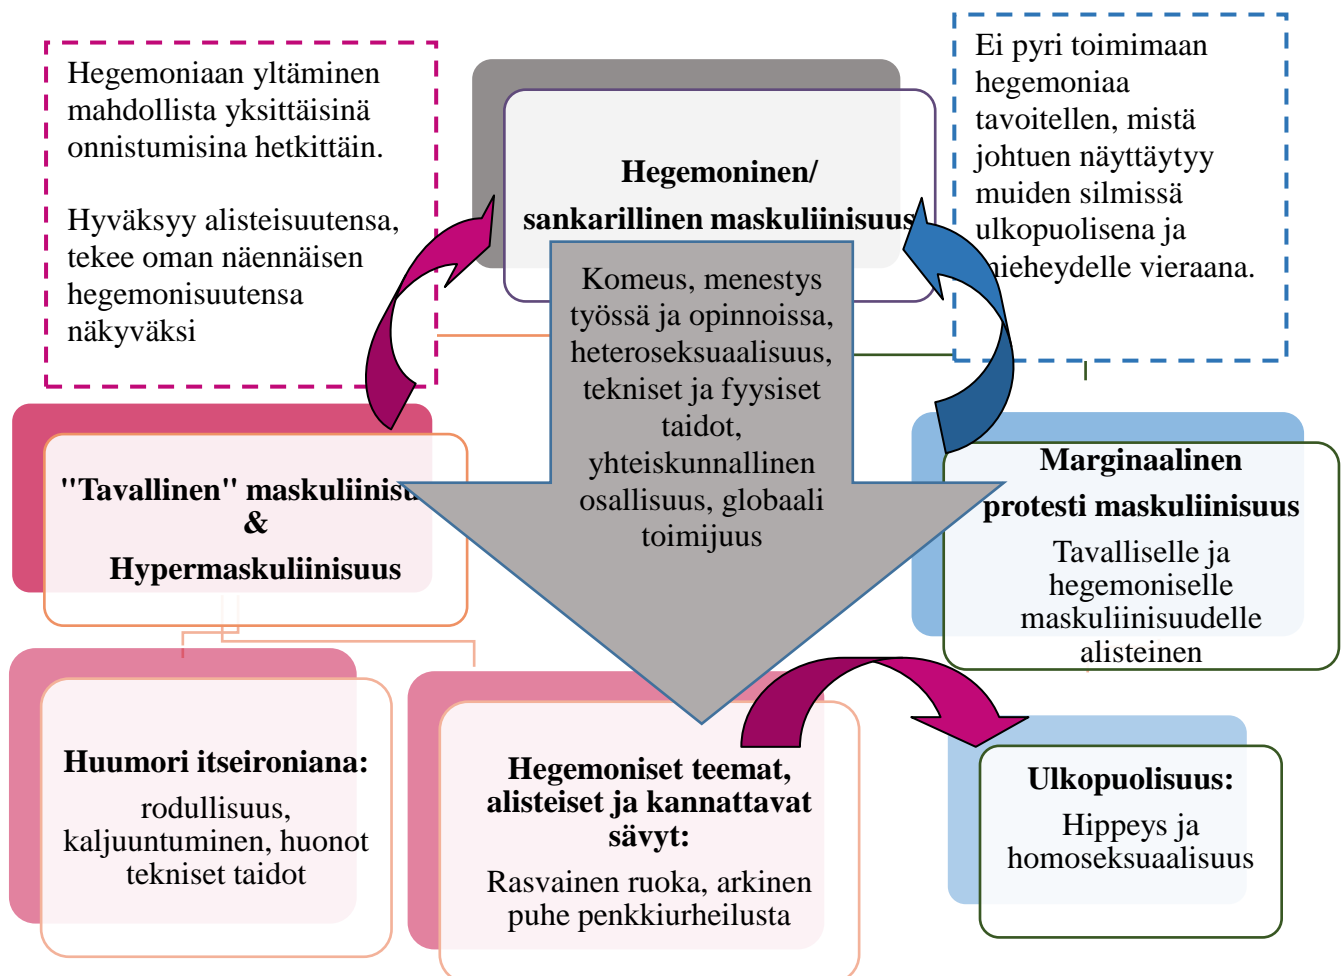 Hegemoniaan yltäminen
mahdollista yksittäisinä
onnistumisina hetkittäin.
Hyväksyy alisteisuutensa,
tekee oman näennäisen
hegemonisuutensa
näkyväksi
Hegemoninen/
sankarillinen maskuliinisuus
Komeus, menestys
työssä ja opinnoissa,
heteroseksuaalisuus,
tekniset ja fyysiset
taidot,
yhteiskunnallinen
osallisuus, globaali
toimijuus
Ei pyri toimimaan
hegemoniaa
tavoitellen, mistä
johtuen näyttäytyy
muiden silmissä
ulkopuolisena ja
mieheydelle vieraana.
"Tavallinen" maskuliinisu
&
Hypermaskuliinisuus
Marginaalinen
protesti maskuliinisuus
Tavalliselle ja
hegemoniselle
maskuliinisuudelle
alisteinen
Huumori itseironiana:
rodullisuus,
kaljuuntuminen, huonot
tekniset taidot
Hegemoniset teemat,
alisteiset ja kannattavat
sävyt:
Rasvainen ruoka, arkinen
puhe penkkiurheilusta
Ulkopuolisuus:
Hippeys ja
homoseksuaalisuus